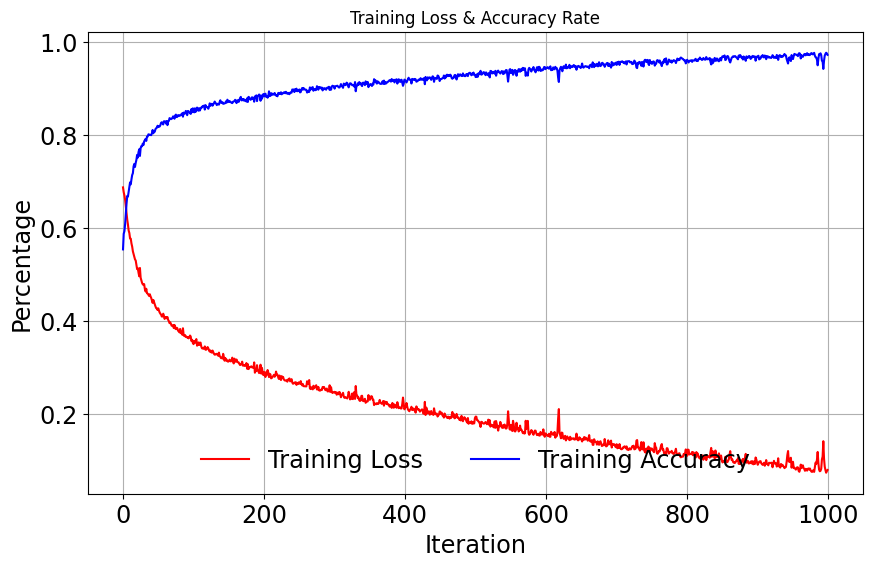 Training Loss & Accuracy Rate
1.0
0.8
0.6
0.4
0.2
Percentage
Training Loss Training Accuracy
0 200 400 600 800 1000
Iteration